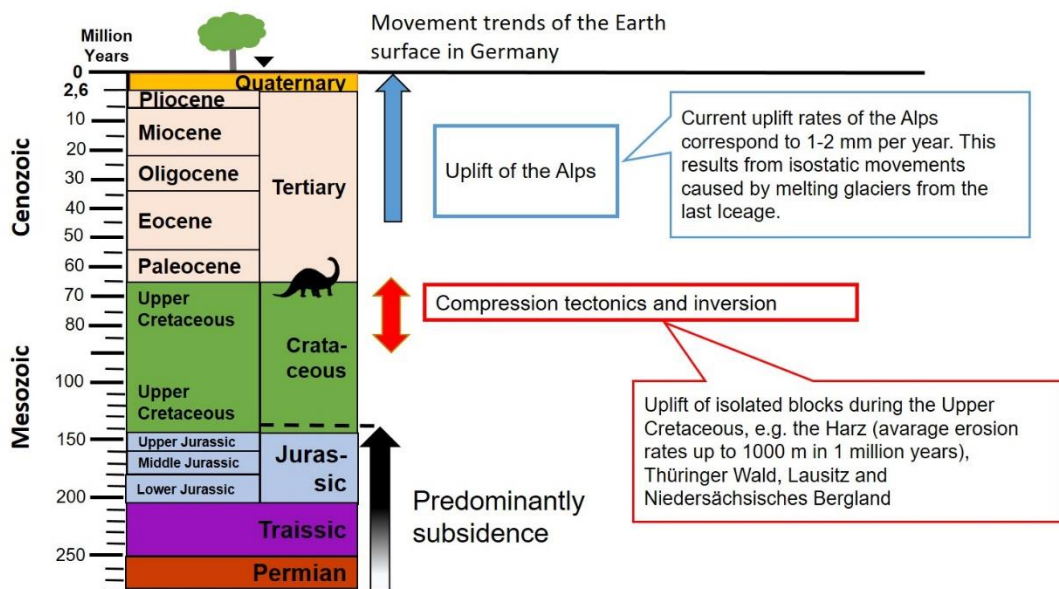 Million
Years
Movement trends of the Earth
surface in Germany
0
2,6
10
20
30
40
50
60
70
80
100
150
200
250
Cenozoic
Mesozoic
Quaternary
Pliocene
Miocene
Oligocene
Eocene
Paleocene
Tertiary
Upper
Cretaceous
Upper
Cretaceous
Crata-
ceous
Upper Jurassic
Middle Jurassic
Lower Jurassic
Juras-
sic
Traissic
Permian
Uplift of the Alps
Current uplift rates of the Alps
correspond to 1-2 mm per year. This
results from isostatic movements
caused by melting glaciers from the
last Iceage.
Compression tectonics and inversion
Uplift of isolated blocks during the Upper
Cretaceous, e.g. the Harz (avarage erosion
rates up to 1000 m in 1 million years),
Thüringer Wald, Lausitz and
Niedersächsisches Bergland
Predominantly
subsidence